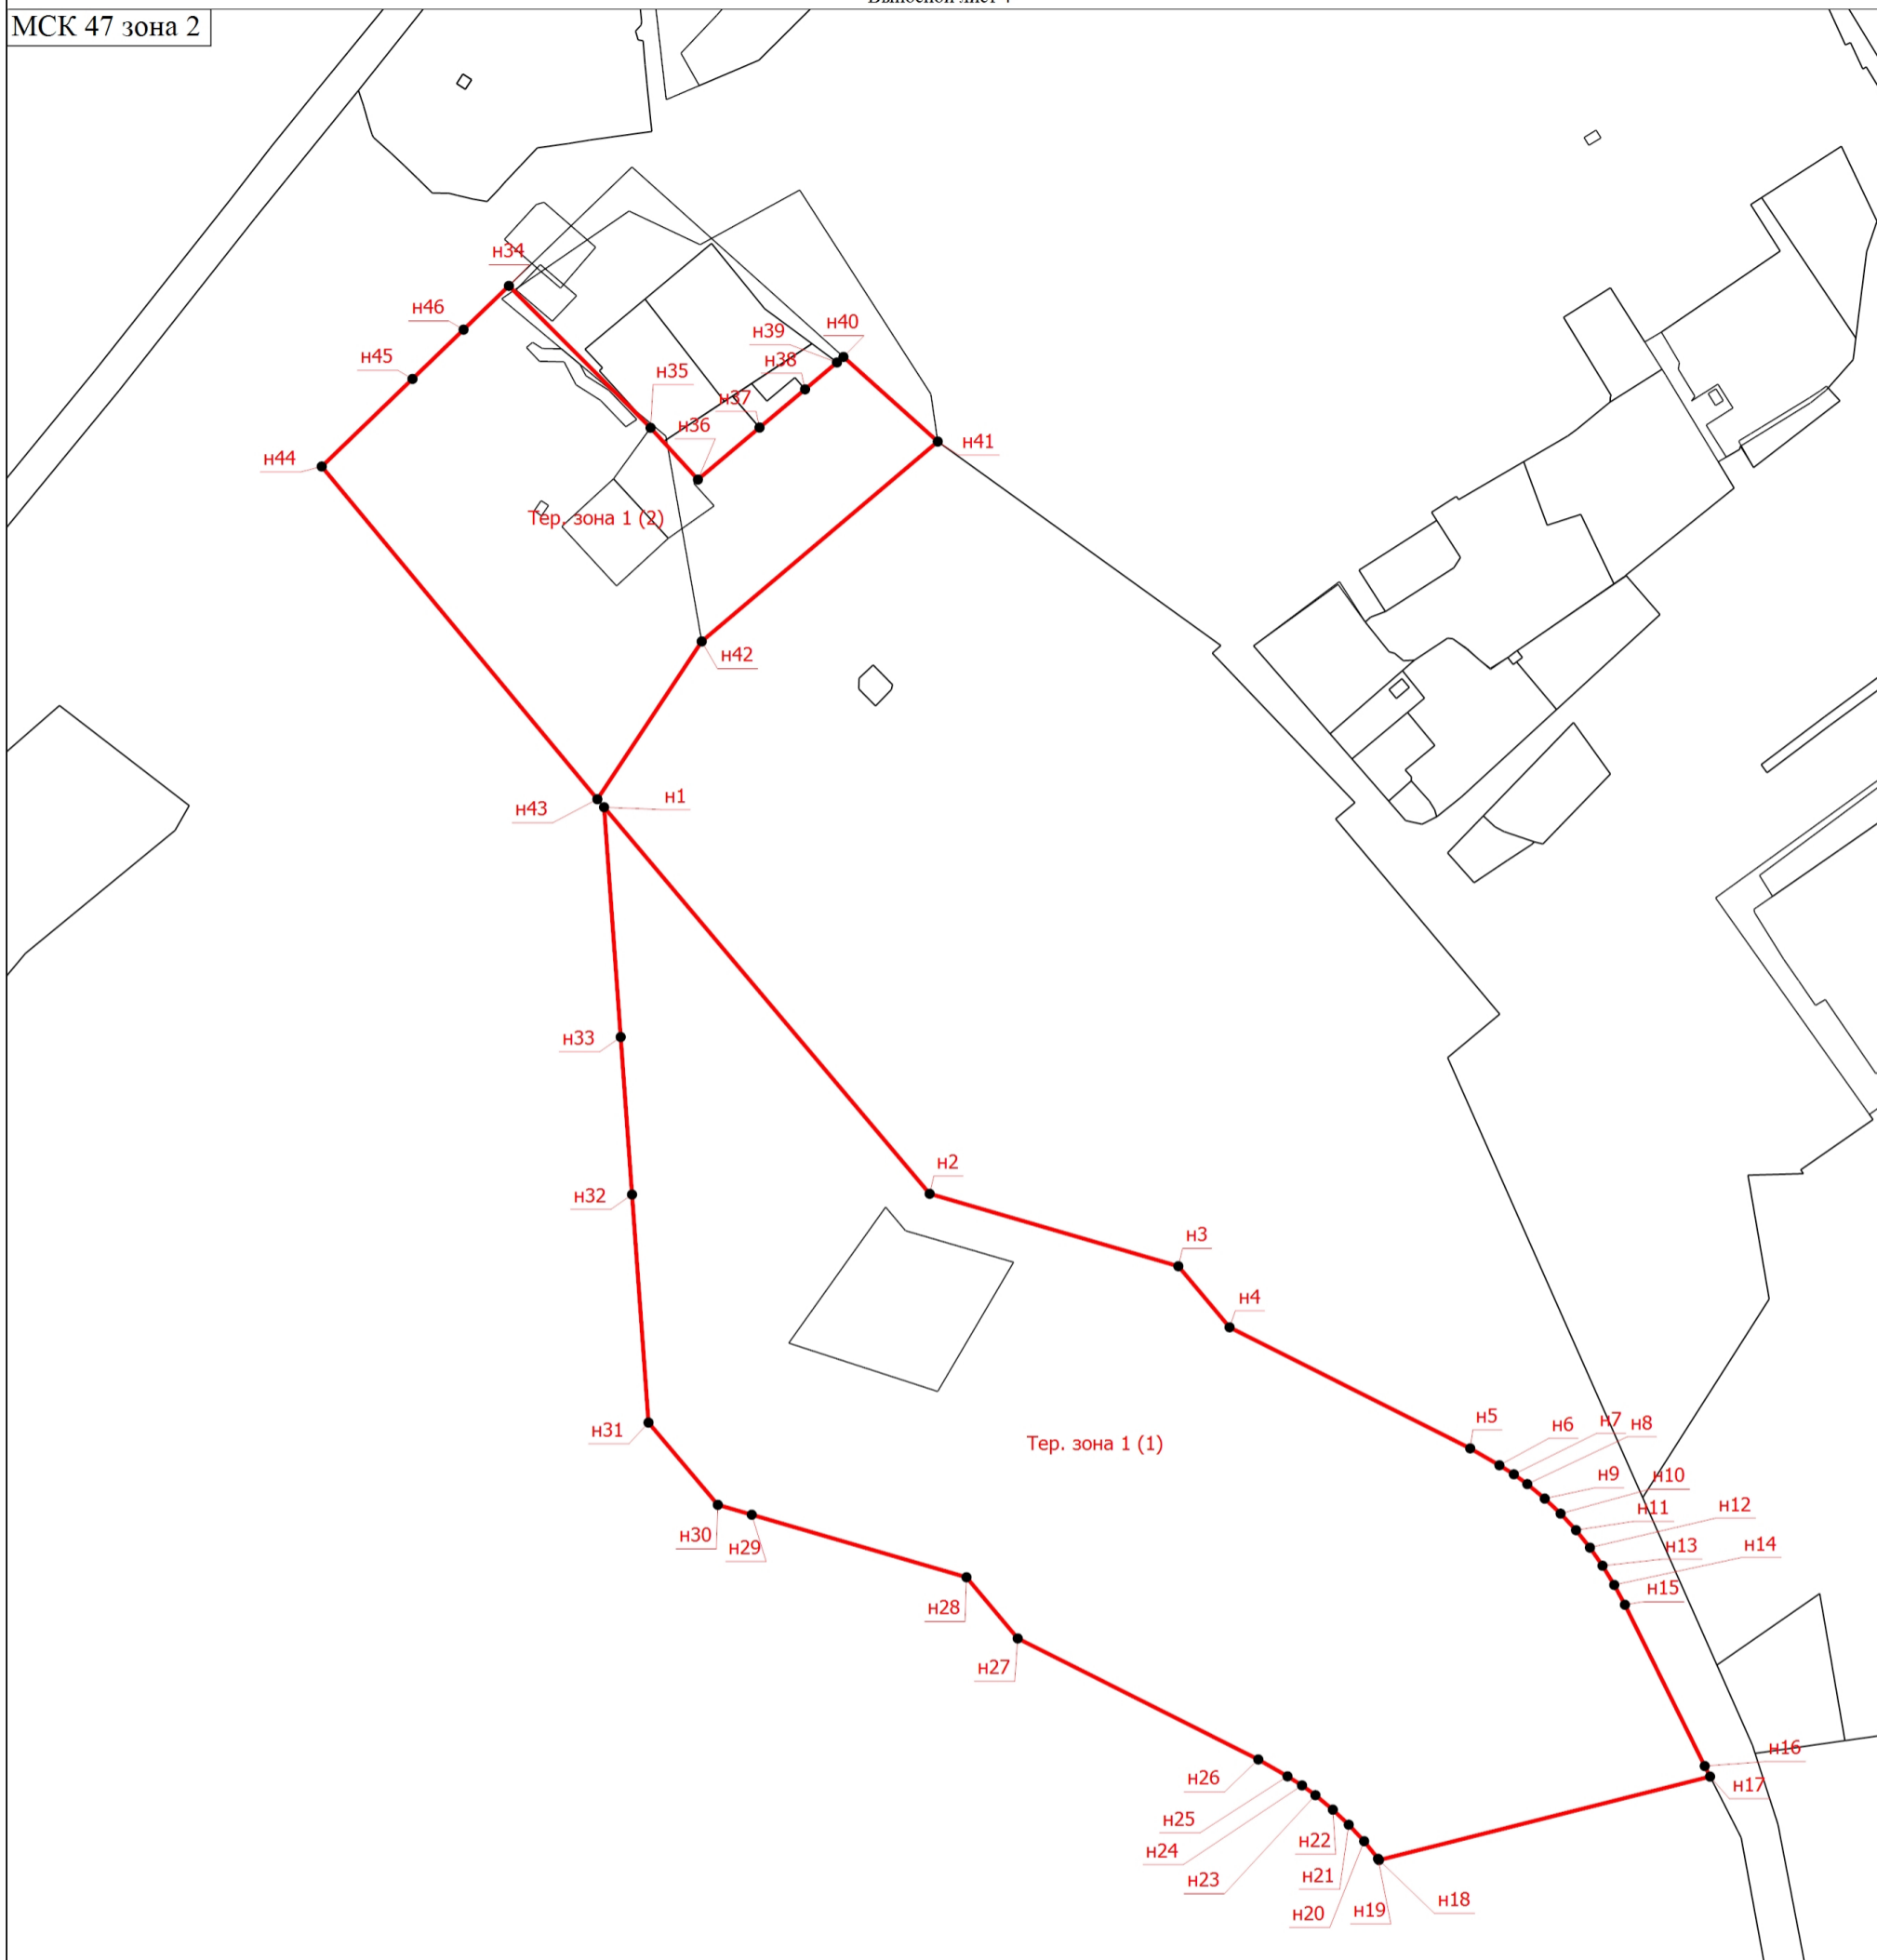 МСК 47 зона 2
н34
н46
н40
н39
н45
н38
н35
н37
н36
н41
н44
Тер. зона 1 (2)
н42
н1
н43
н33
н2
н32
н3
н4
н5
н6
н7
н8
н31
Тер. зона 1 (1)
н9
н10
н11
н12
н30
н29
н13
н14
н15
н28
н27
н16
н26
н17
н25
н22
н24
н21
н23
н18
н20
н19